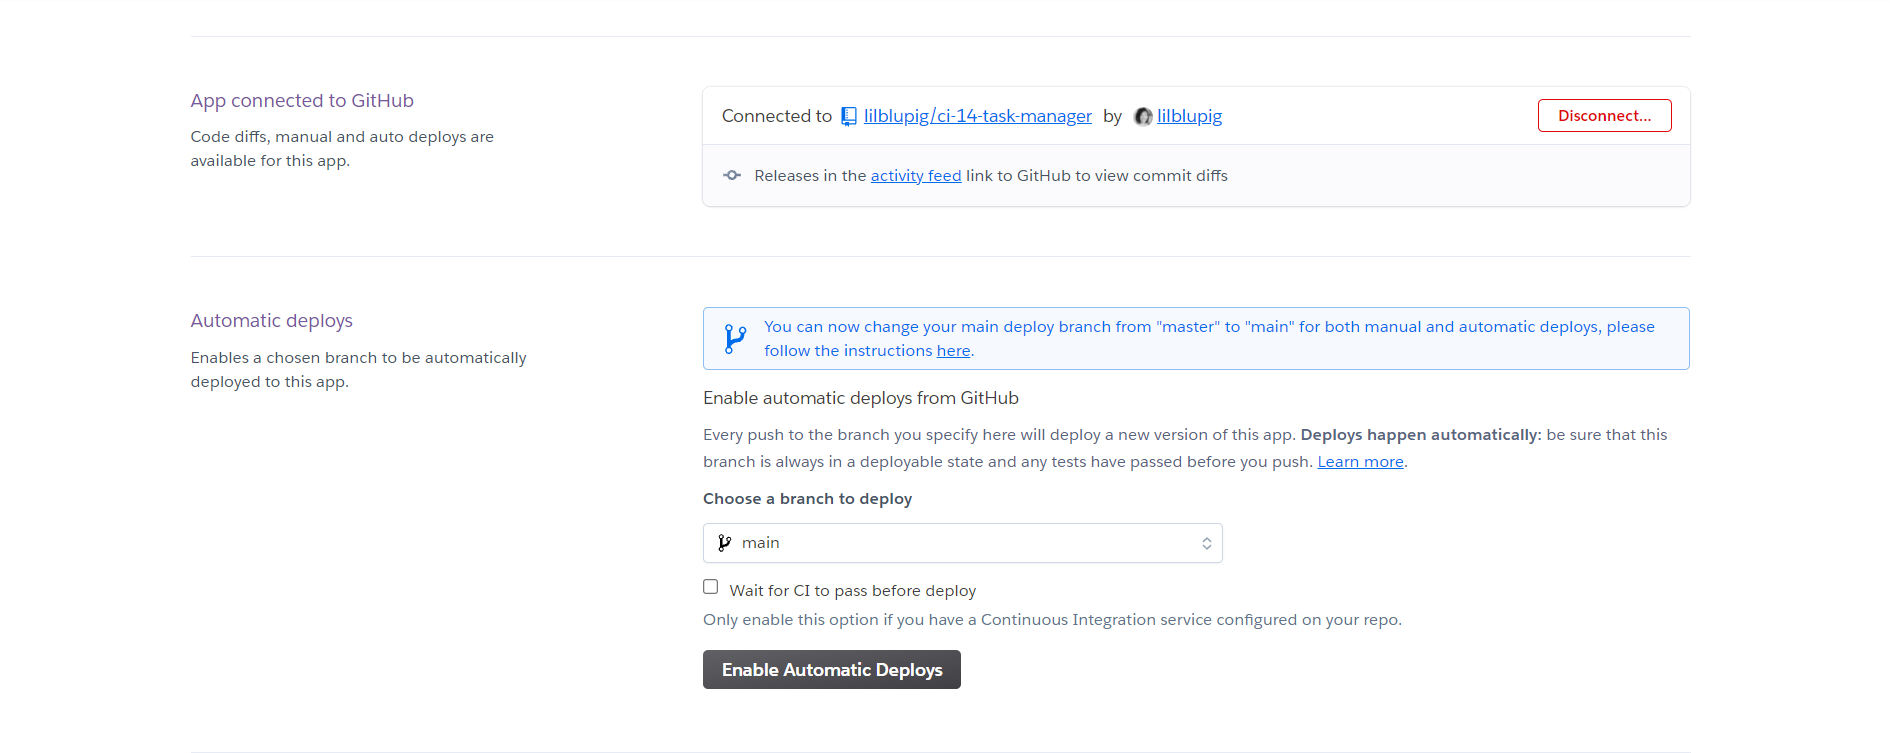 App connected to GitHub
Code diffs, manual and auto deploys are
available for this app.
Connected to lilblupig/ci-14-task-manager by lilblupig
Disconnect...
Releases in the activity feed link to GitHub to view commit diffs
Automatic deploys
Enables a chosen branch to be automatically
deployed to this app.
You can now change your main deploy branch from "master" to "main" for both manual and automatic deploys, please
follow the instructions here.
Enable automatic deploys from GitHub
Every push to the branch you specify here will deploy a new version of this app. Deploys happen automatically: be sure that this
branch is always in a deployable state and any tests have passed before you push. Learn more.
Choose a branch to deploy
main
Wait for CI to pass before deploy
Only enable this option if you have a Continuous Integration service configured on your repo.
Enable Automatic Deploys